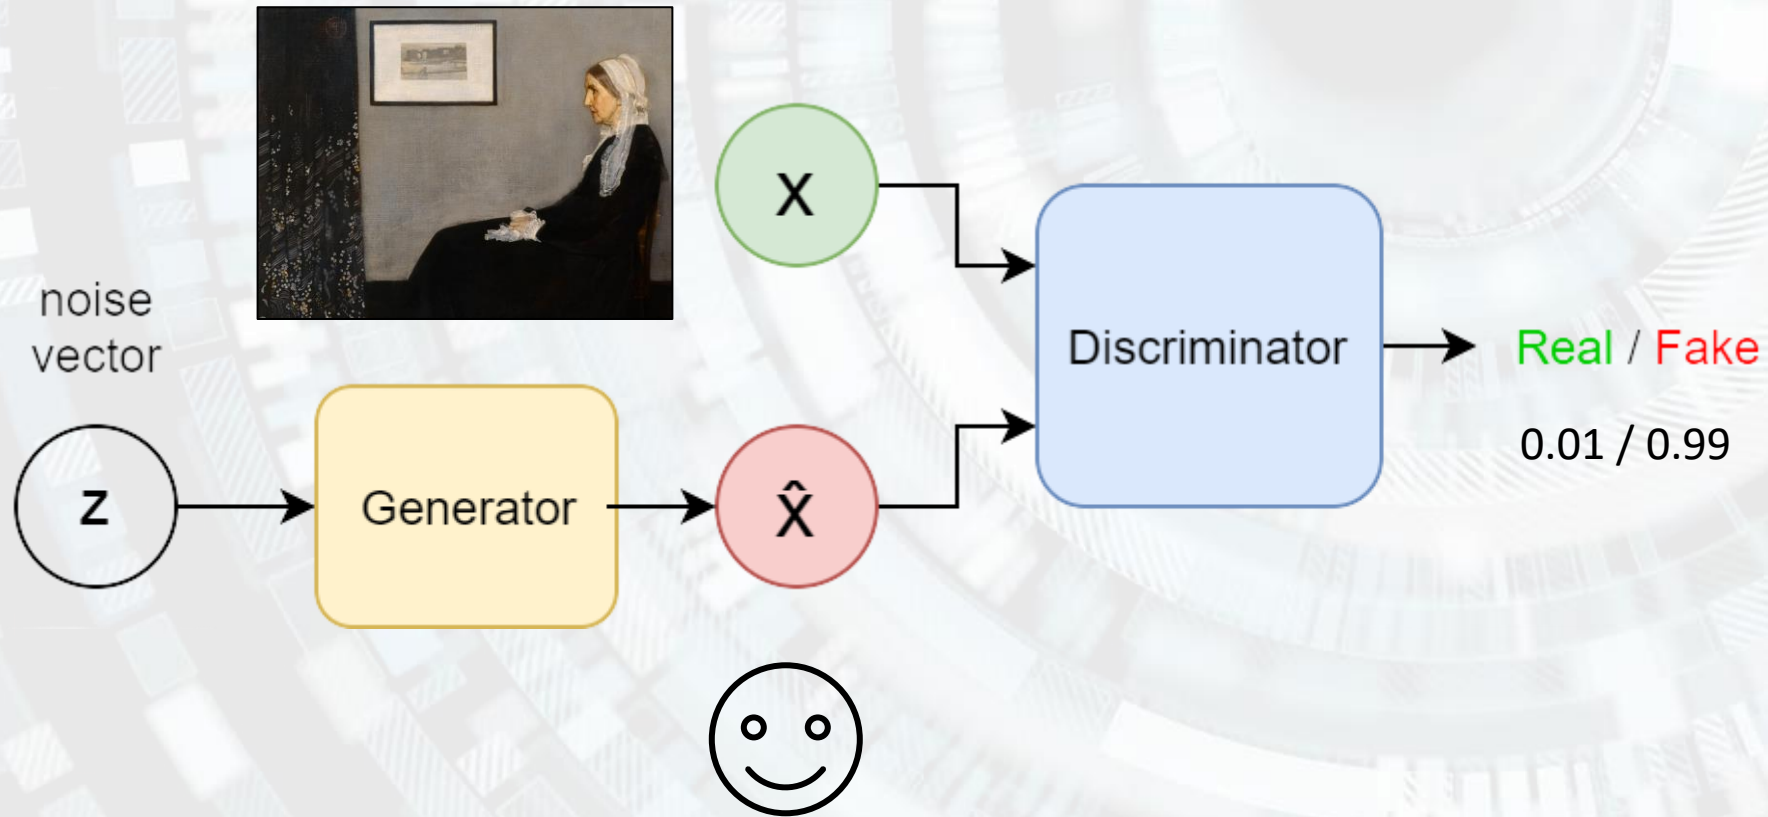 noise
vector
z
Generator
x̂
x
Discriminator
Real / Fake
0.01 / 0.99